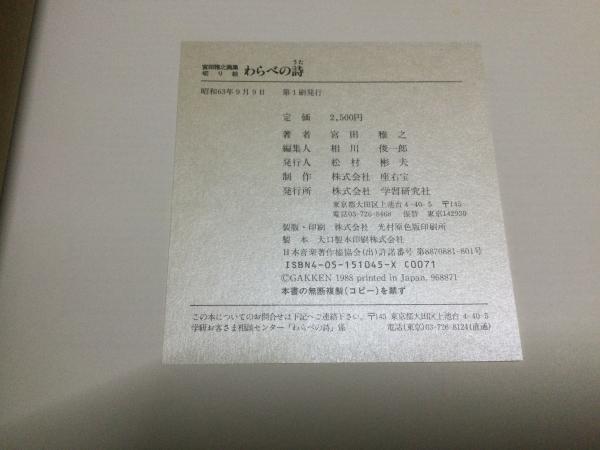 宮田雅之画集
切り絵 わらべの詩
うた
昭和63年9月9日 第1刷発行
定価 2,500円
著者 宮田雅之
編集人 相川俊一郎
発行人 松村彬夫
制作 株式会社 座右宝
発行所 株式会社 学習研究社
東京都大田区上池台4-40-5 〒145
電話03-726-8468 振替 東京142930
製版・印刷 株式会社 光村原色版印刷所
製本 大口製本印刷株式会社
日本音楽著作権協会(出)許諾番号 第8870881-801号
ISBN4-05-151045-X C0071
©GAKKEN 1988 printed in Japan. 968871
本書の無断複製(コピー)を禁ず
この本についてのお問合せは下記へご連絡下さい。〒145 東京都大田区上池台4-40-5
学研お客さま相談センター「わらべの詩」係 電話(東京)03-726-8124(直通)